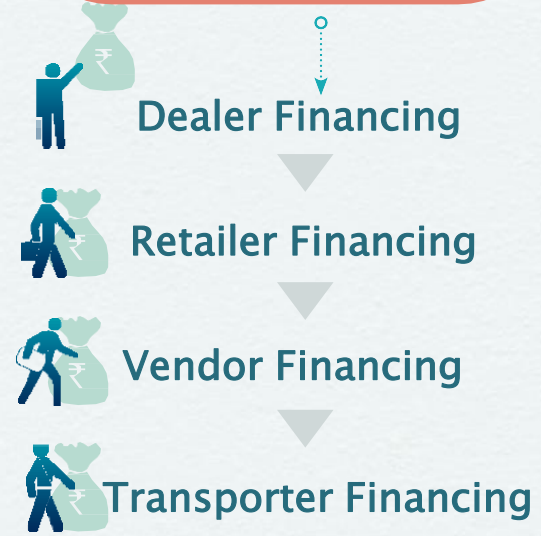 ₹
Dealer Financing
₹
Retailer Financing
₹
Vendor Financing
₹
Transporter Financing